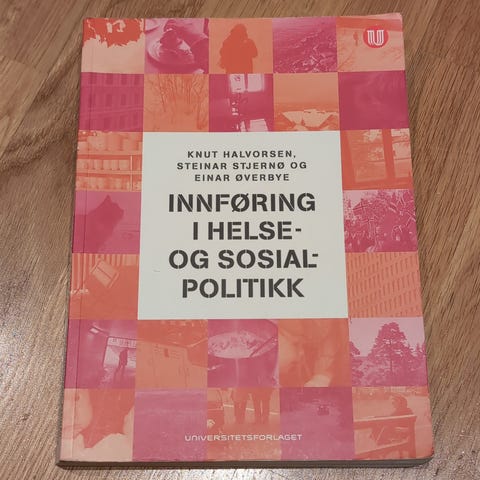 KNUT HALVORSEN,
STEINAR STJERNØ OG
EINAR ØVERBYE
INNFØRING
I HELSE-
OG SOSIAL-
POLITIKK
UNIVERSITETSFORLAGET